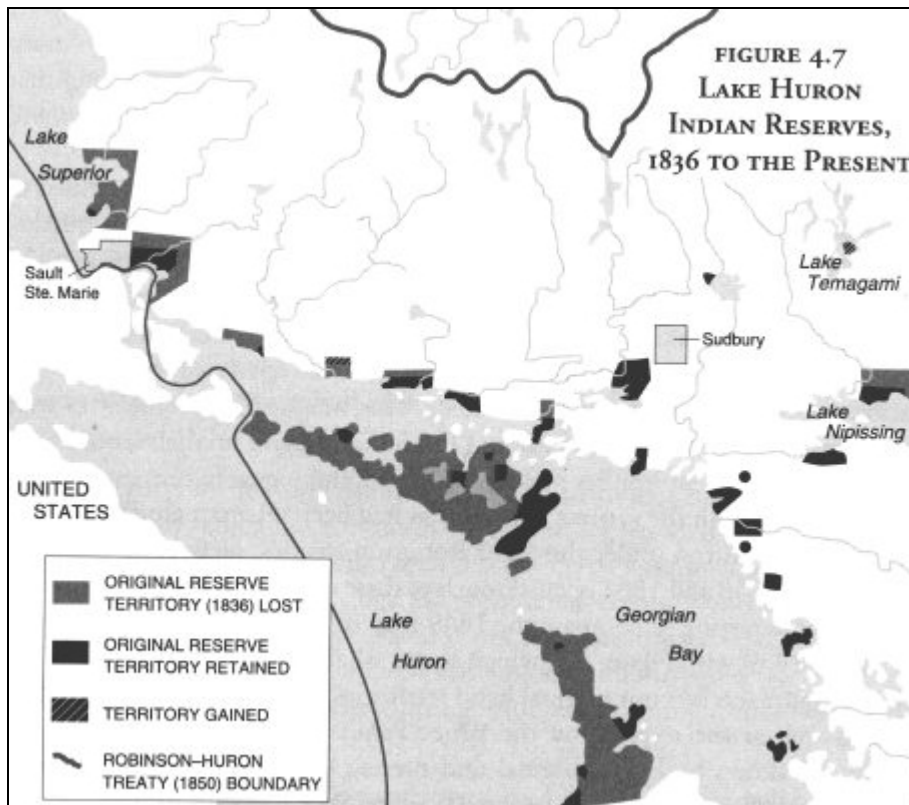 FIGURE 4.7
LAKE HURON
INDIAN RESERVES,
1836 TO THE PRESENT
Lake
Superior
Sault
Ste. Marie
Lake
Temagami
Sudbury
Lake
Nipissing
UNITED
STATES
Georgian
Bay
Lake
Huron
ORIGINAL RESERVE
TERRITORY (1836) LOST
ORIGINAL RESERVE
TERRITORY RETAINED
TERRITORY GAINED
ROBINSON–HURON
TREATY (1850) BOUNDARY